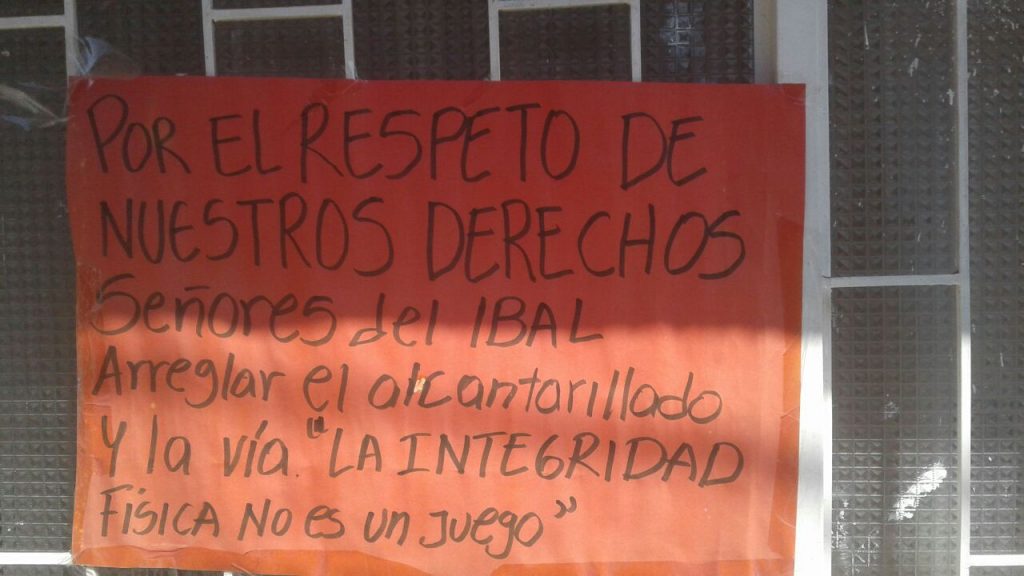 POR EL RESPETO DE
NUESTROS DERECHOS
Señores del IBAL
Arreglar el alcantarillado
y la vía. "LA INTEGRIDAD
FíSICA NO es un juego"